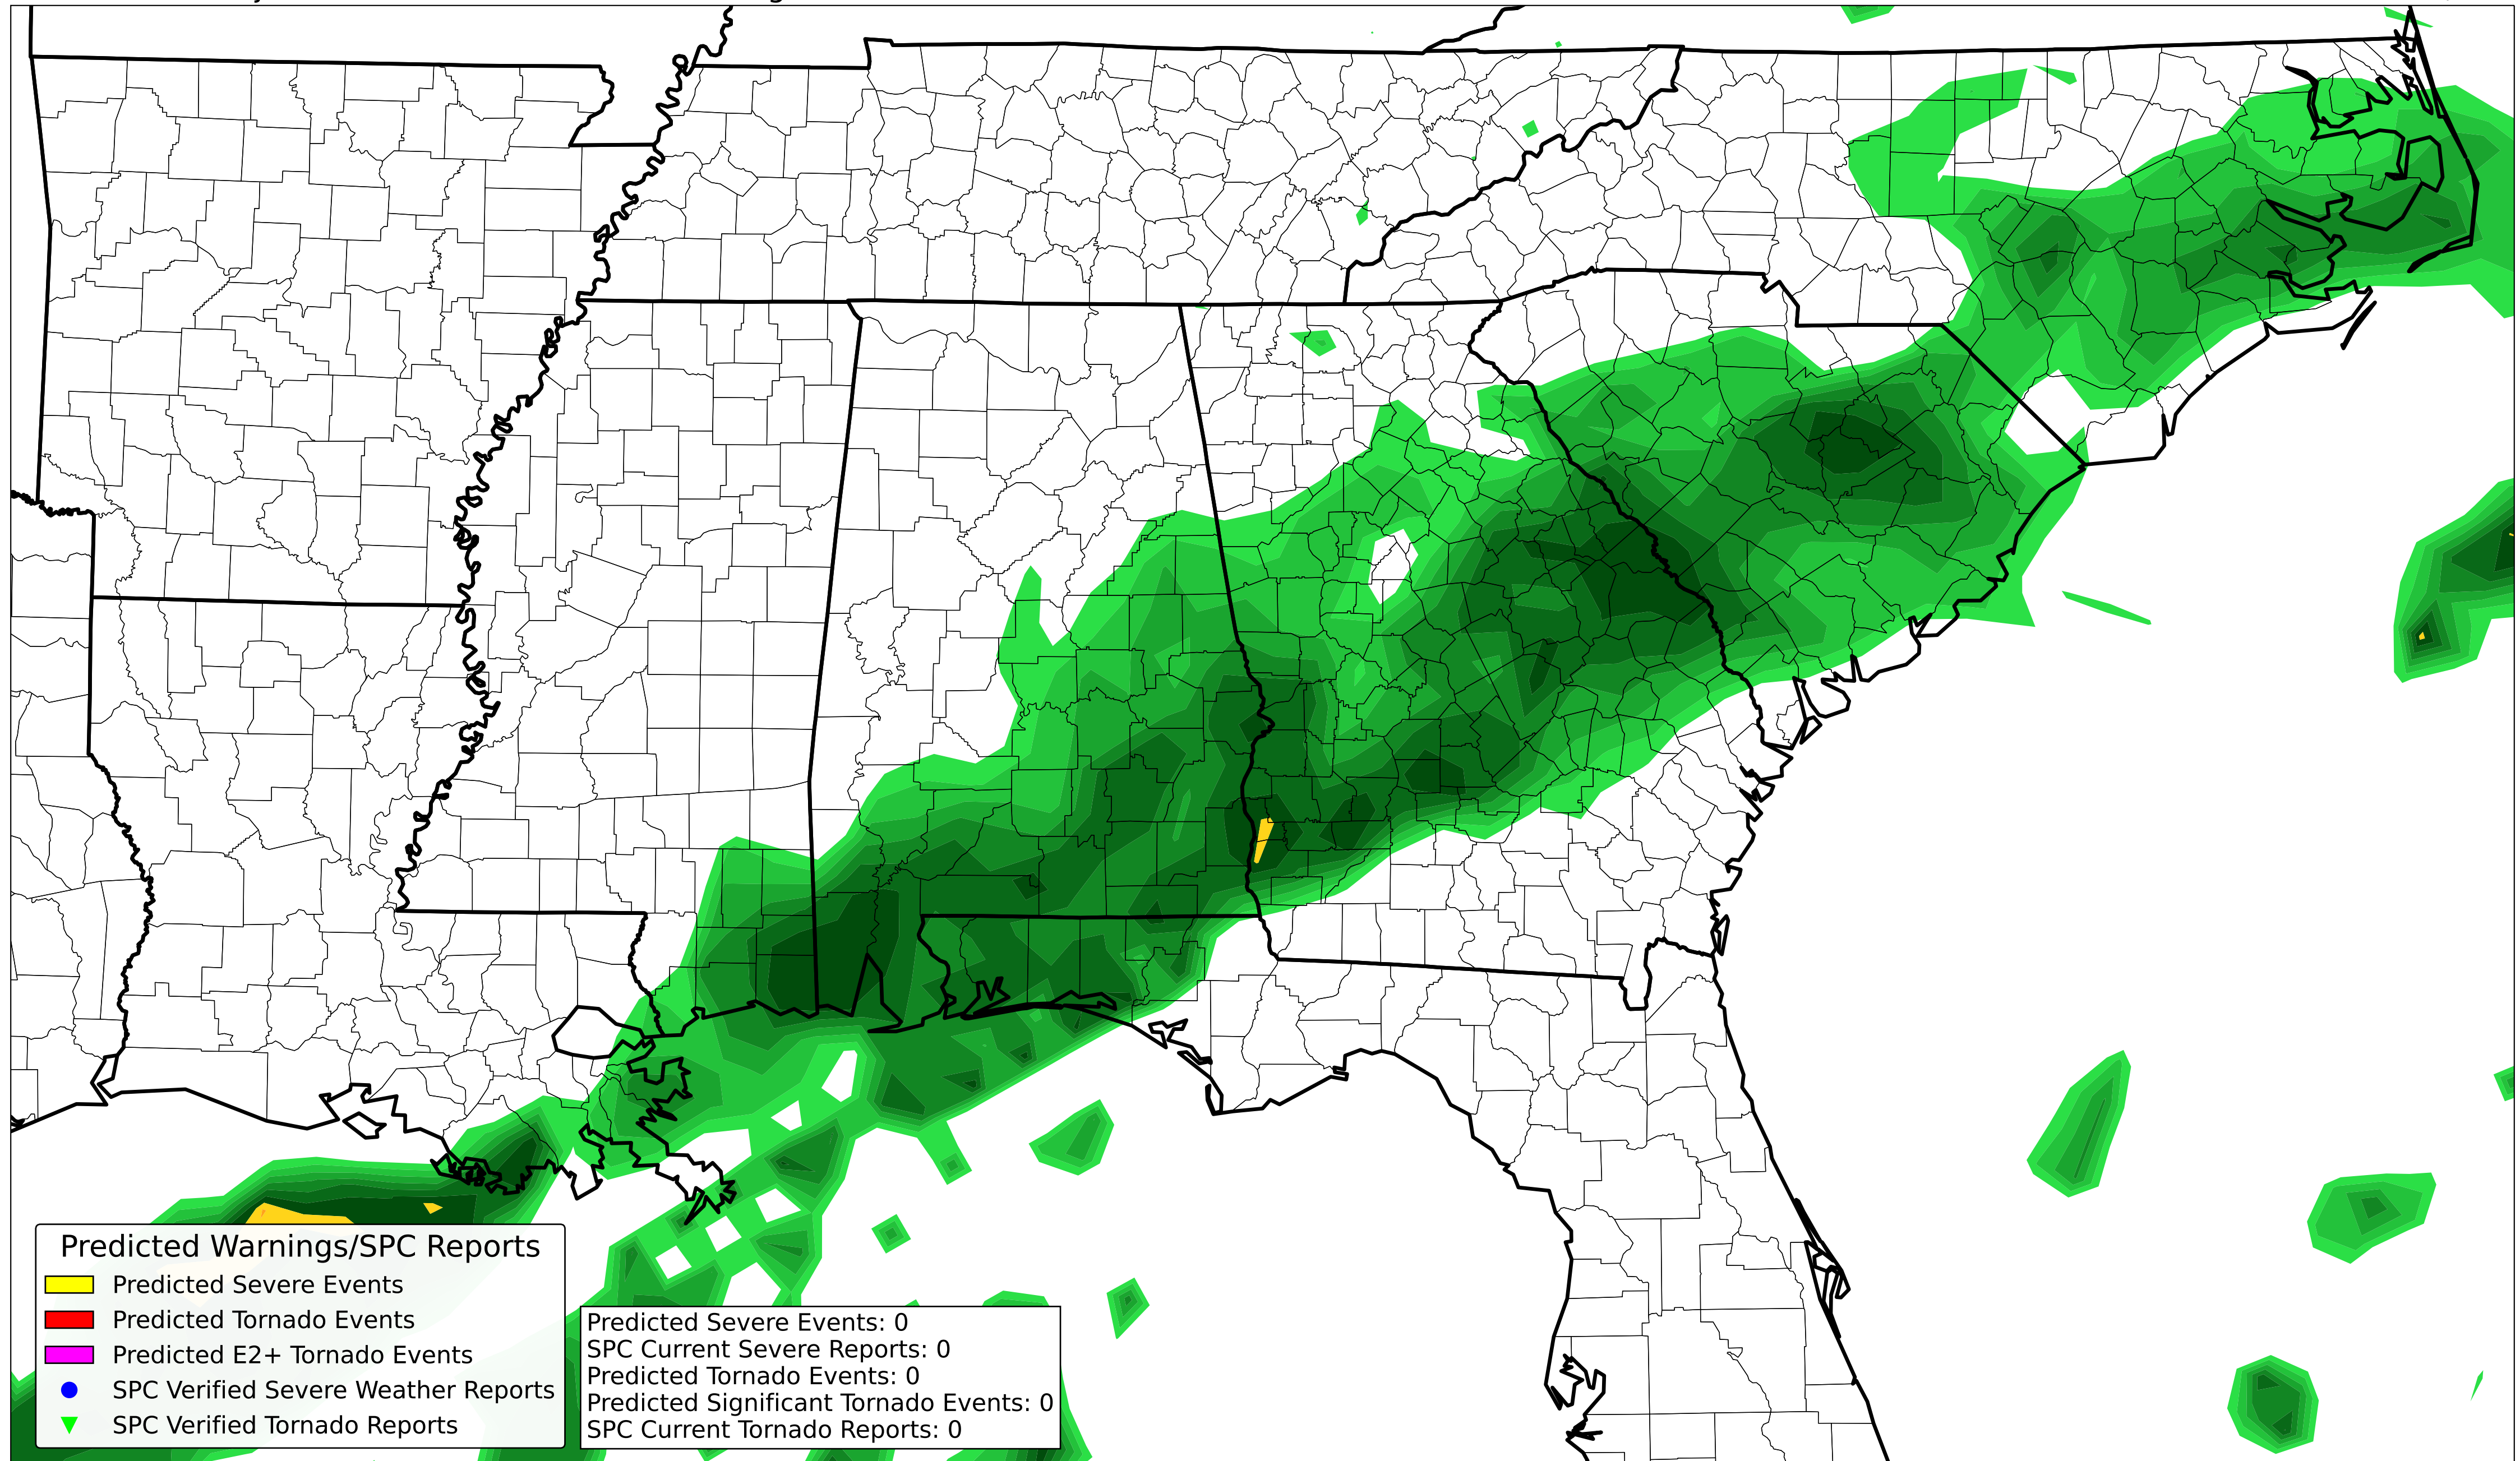 Predicted Warnings/SPC Reports
Predicted Severe Events
Predicted Tornado Events
Predicted E2+ Tornado Events
SPC Verified Severe Weather Reports
SPC Verified Tornado Reports
Predicted Severe Events: 0
SPC Current Severe Reports: 0
Predicted Tornado Events: 0
Predicted Significant Tornado Events: 0
SPC Current Tornado Reports: 0